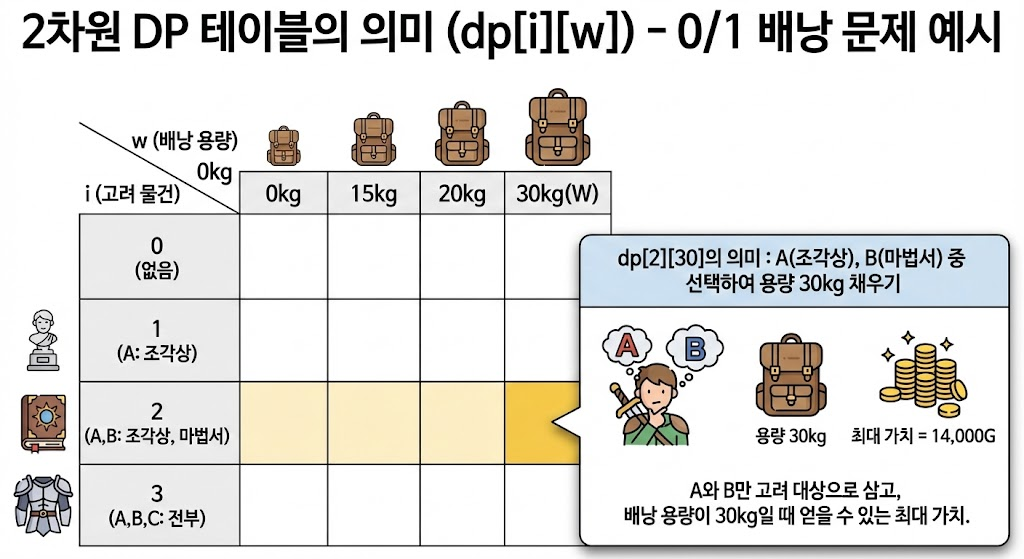 2차원 DP 테이블의 의미 (dp[i][w]) - 0/1 배낭 문제 예시
w (배낭 용량)
0kg
i (고려 물건)
0kg
15kg
20kg
30kg(W)
0
(없음)
1
(A: 조각상)
2
(A,B: 조각상, 마법서)
3
(A,B,C: 전부)
dp[2][30]의 의미 : A(조각상), B(마법서) 중
선택하여 용량 30kg 채우기
A
B
용량 30kg
최대 가치 = 14,000G
A와 B만 고려 대상으로 삼고,
배낭 용량이 30kg일 때 얻을 수 있는 최대 가치.